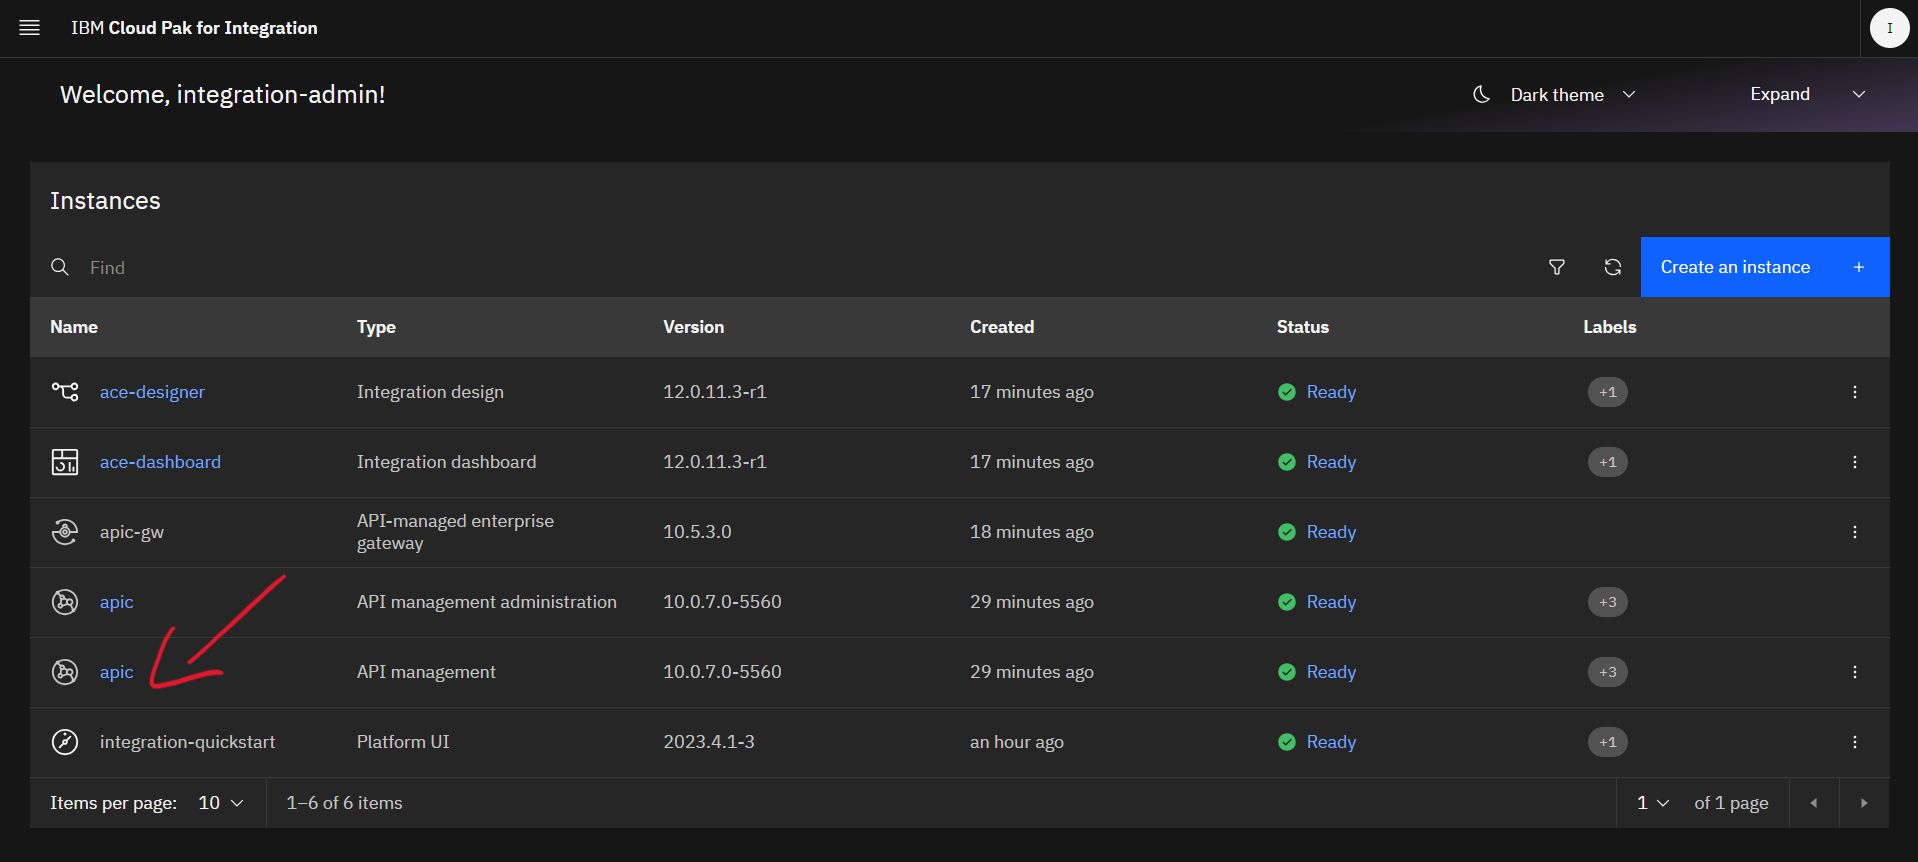 IBM Cloud Pak for Integration
I
Welcome, integration-admin!
Dark theme
Expand
Instances
Find
Create an instance +
Name Type Version Created Status Labels
ace-designer Integration design 12.0.11.3-r1 17 minutes ago Ready +1
ace-dashboard Integration dashboard 12.0.11.3-r1 17 minutes ago Ready +1
apic-gw API-managed enterprise gateway 10.5.3.0 18 minutes ago Ready
apic API management administration 10.0.7.0-5560 29 minutes ago Ready +3
apic API management 10.0.7.0-5560 29 minutes ago Ready +3
integration-quickstart Platform UI 2023.4.1-3 an hour ago Ready +1
Items per page: 10 1–6 of 6 items 1 of 1 page